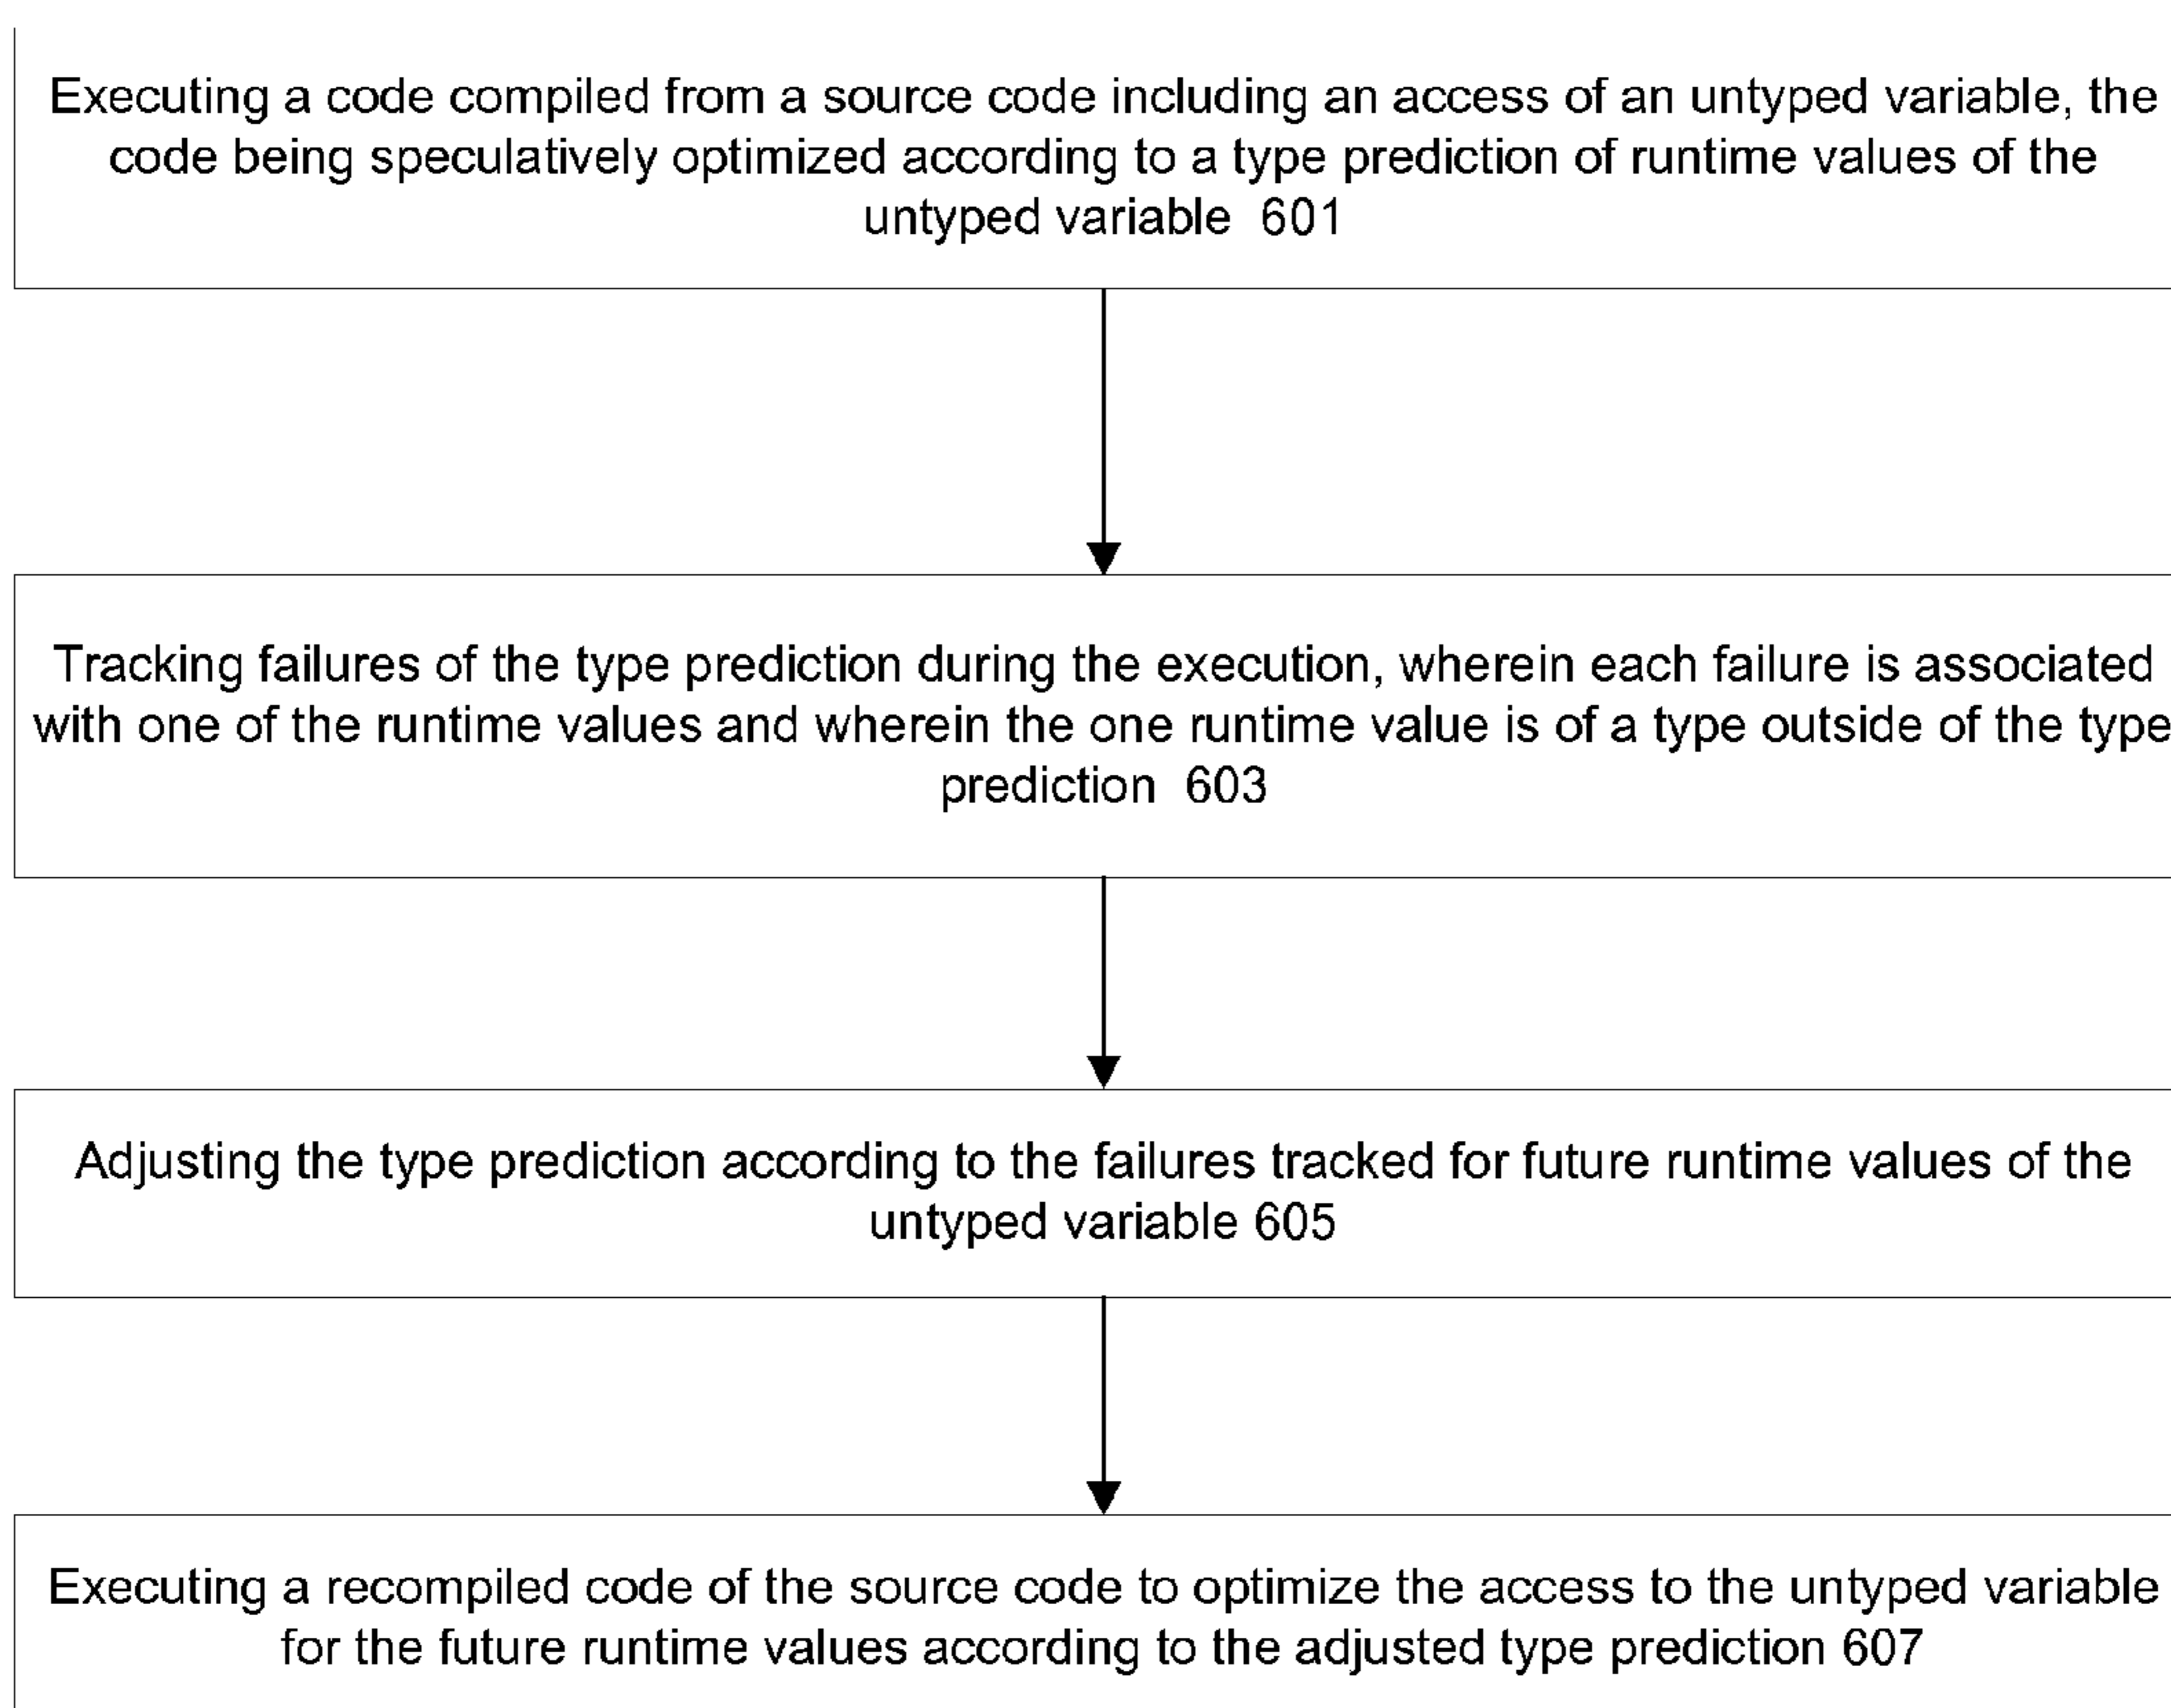 Executing a code compiled from a source code including an access of an untyped variable, the
code being speculatively optimized according to a type prediction of runtime values of the
untyped variable 601
Tracking failures of the type prediction during the execution, wherein each failure is associated
with one of the runtime values and wherein the one runtime value is of a type outside of the type
prediction 603
Adjusting the type prediction according to the failures tracked for future runtime values of the
untyped variable 605
Executing a recompiled code of the source code to optimize the access to the untyped variable
for the future runtime values according to the adjusted type prediction 607